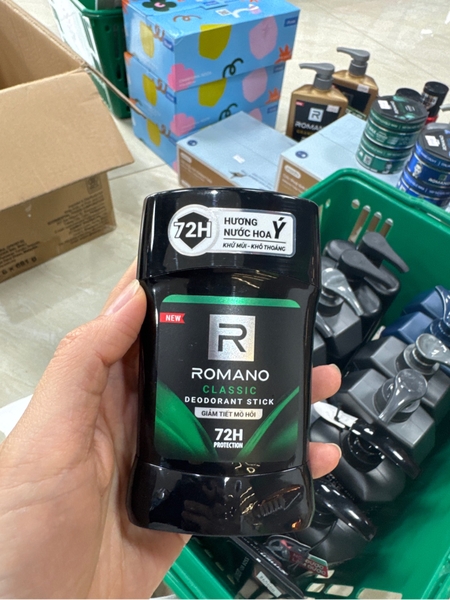 72H
HƯƠNG
NƯỚC HOA Ý
KHỬ MÙI - KHÔ THOÁNG
NEW
R
ROMANO
CLASSIC
DEODORANT STICK
GIẢM TIẾT MỒ HÔI
72H
PROTECTION
R
ROMANO